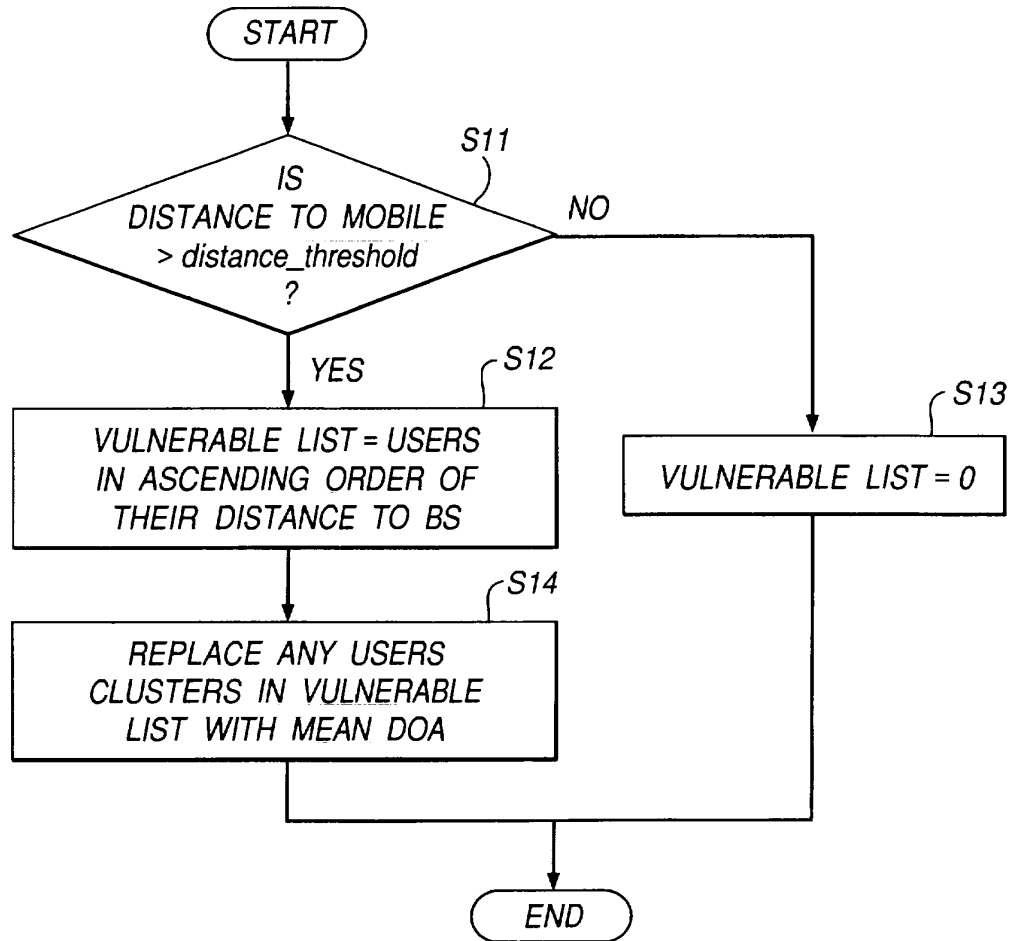 START
S11
IS
DISTANCE TO MOBILE
> distance_threshold
?
NO
YES
S12
VULNERABLE LIST = USERS
IN ASCENDING ORDER OF
THEIR DISTANCE TO BS
S13
VULNERABLE LIST = 0
S14
REPLACE ANY USERS
CLUSTERS IN VULNERABLE
LIST WITH MEAN DOA
END